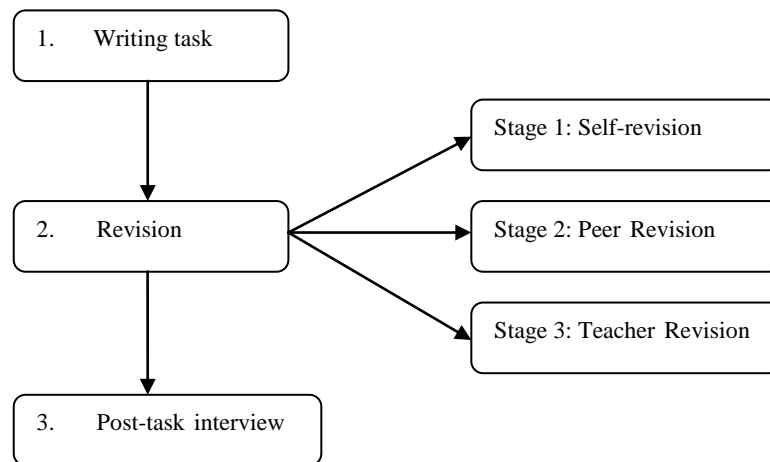 1. Writing task
Stage 1: Self-revision
2. Revision
Stage 2: Peer Revision
Stage 3: Teacher Revision
3. Post-task interview